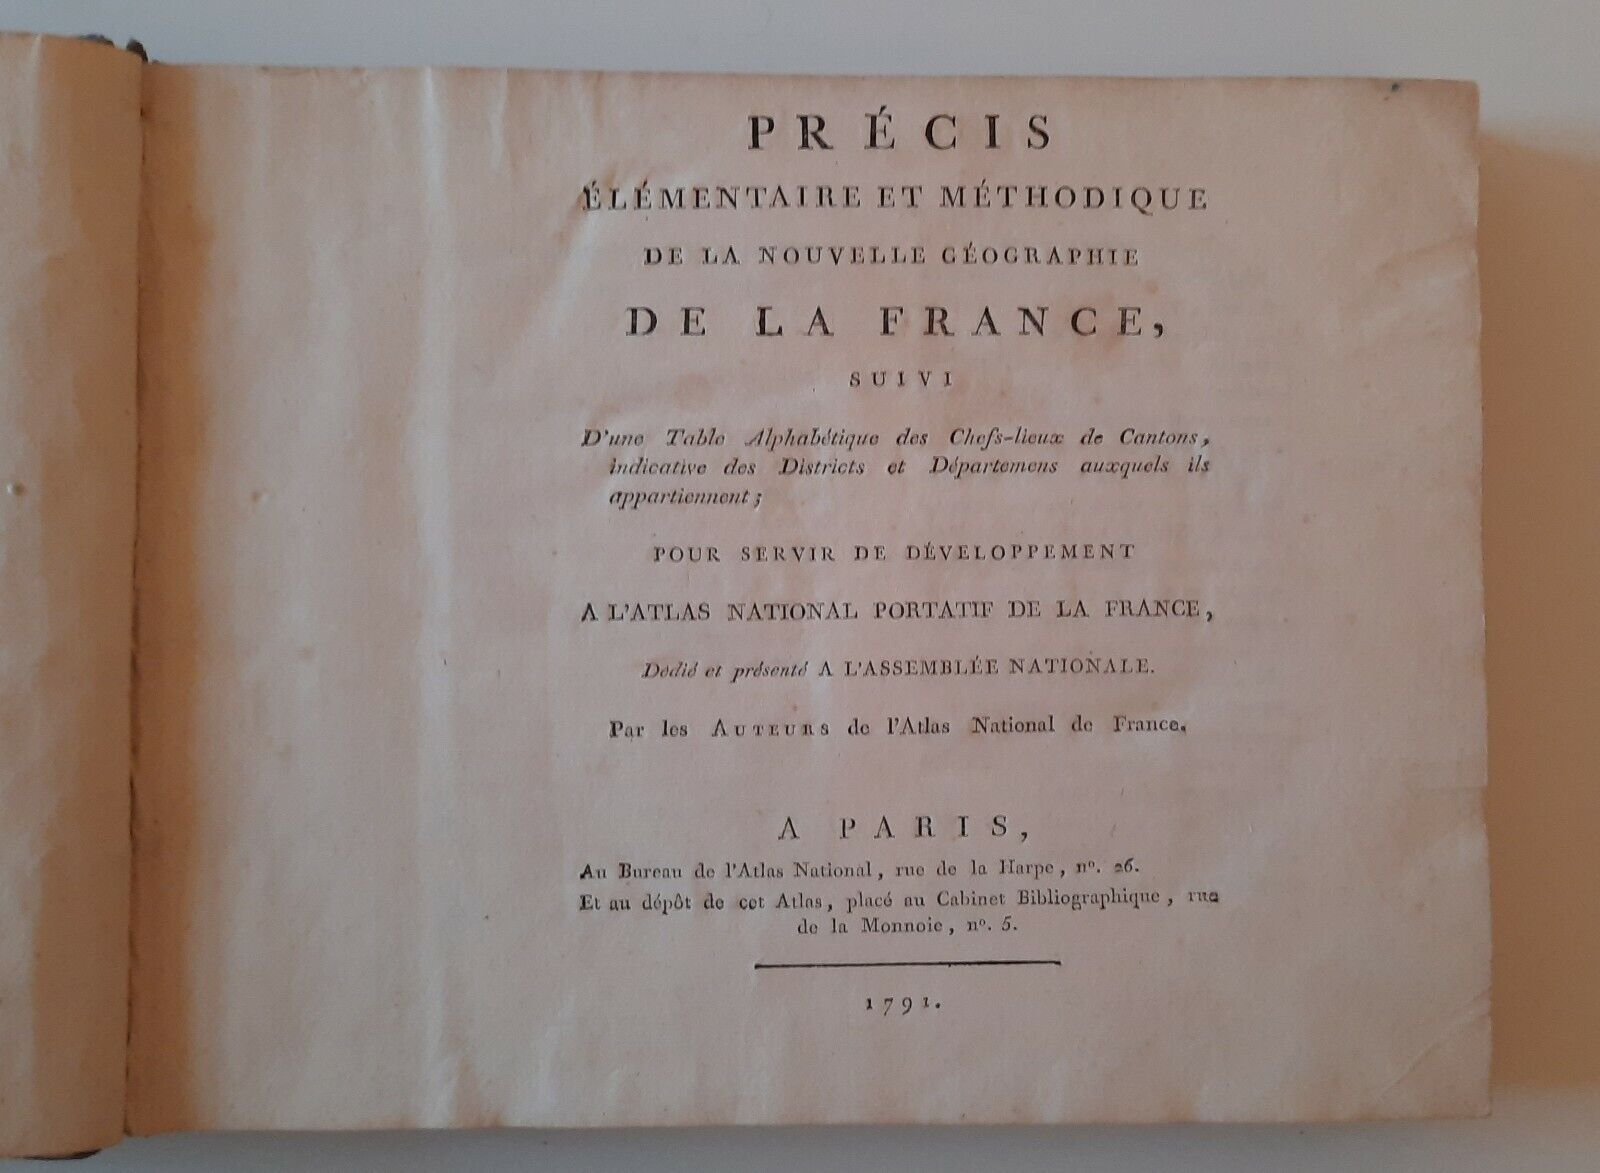 PRÉCIS
ÉLÉMENTAIRE ET MÉTHODIQUE
DE LA NOUVELLE GÉOGRAPHIE
DE LA FRANCE,
SUIVI
D'une Table Alphabétique des Chefs-lieux de Cantons,
indicative des Districts et Départemens auxquels ils
appartiennent;
POUR SERVIR DE DÉVELOPPEMENT
A L'ATLAS NATIONAL PORTATIF DE LA FRANCE,
Dédié et présenté A L'ASSEMBLÉE NATIONALE.
Par les AUTEURS de l'Atlas National de France.
A PARIS,
Au Bureau de l'Atlas National, rue de la Harpe, nº. 26.
Et au dépôt de cet Atlas, placé au Cabinet Bibliographique, rue
de la Monnoie, nº. 5.
1791.